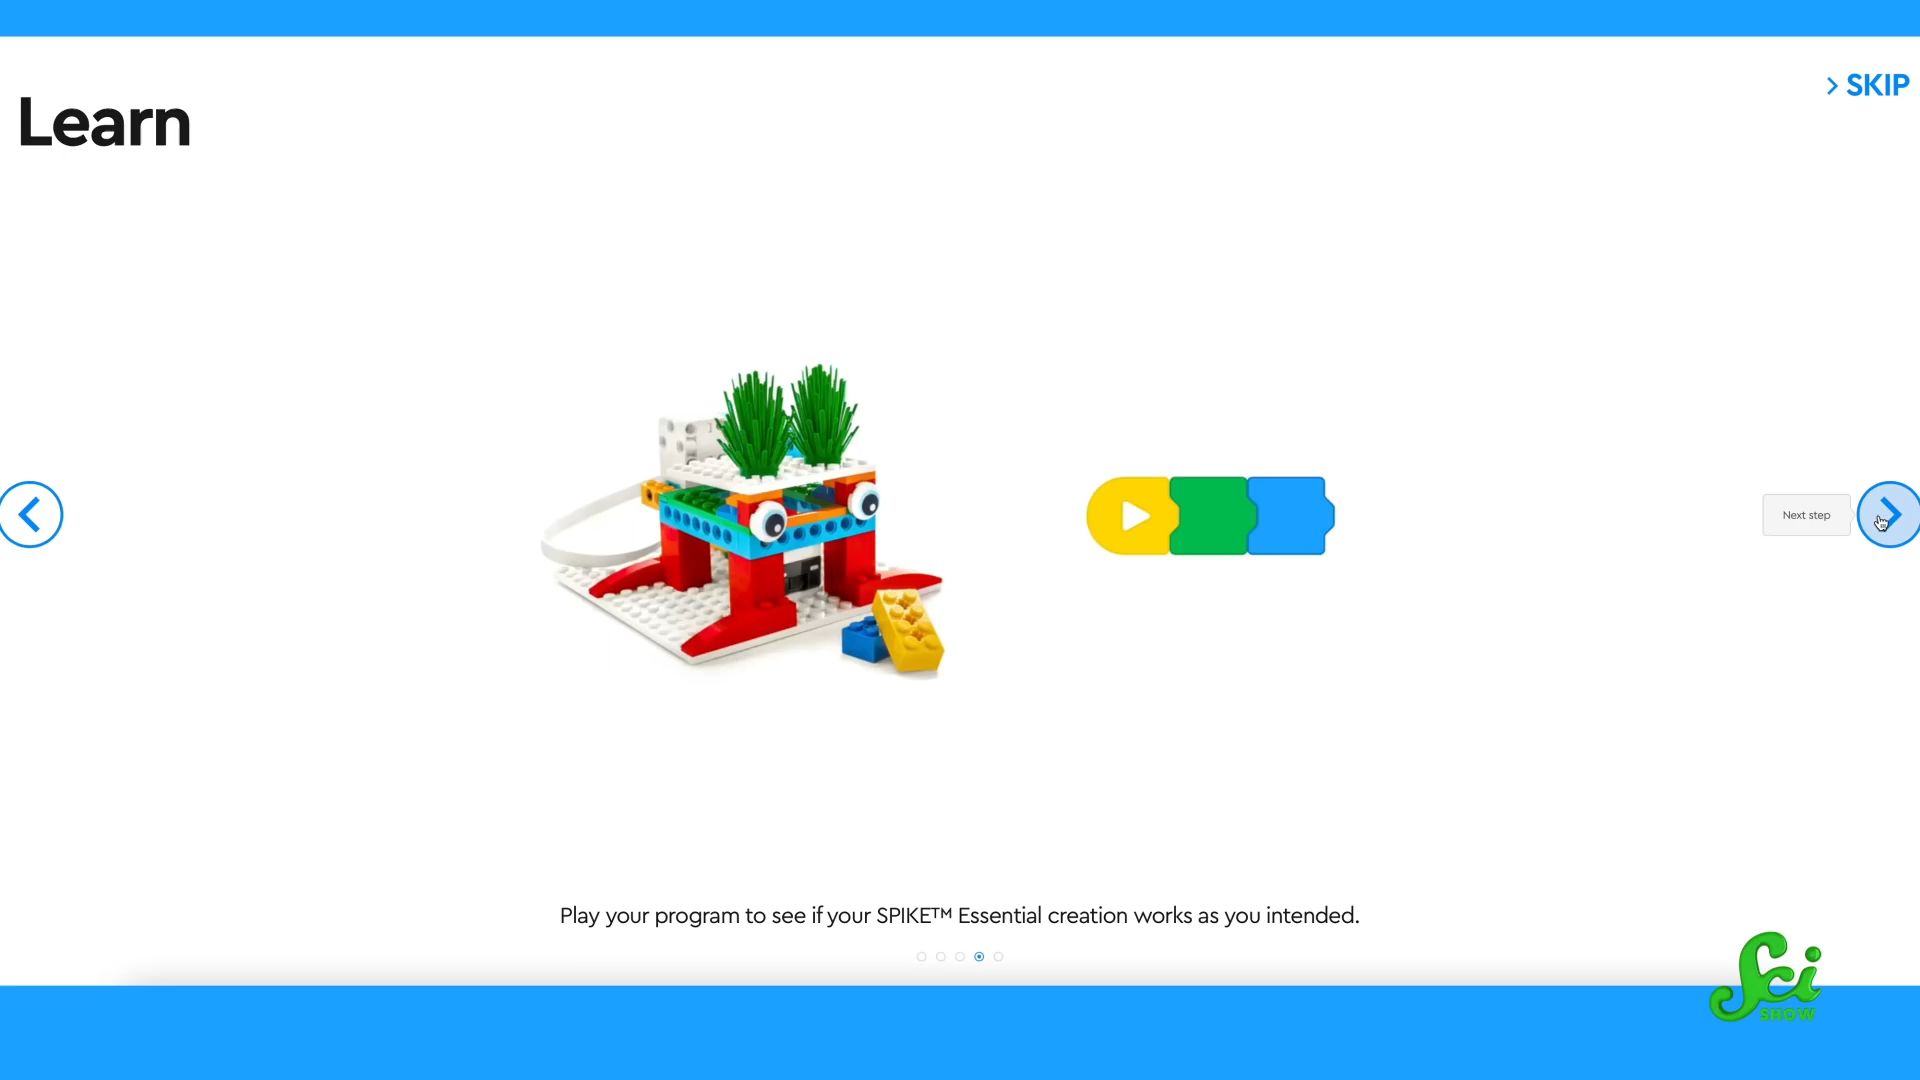 > SKIP
Learn
Next step
Play your program to see if your SPIKE™ Essential creation works as you intended.
Sci
SHOW